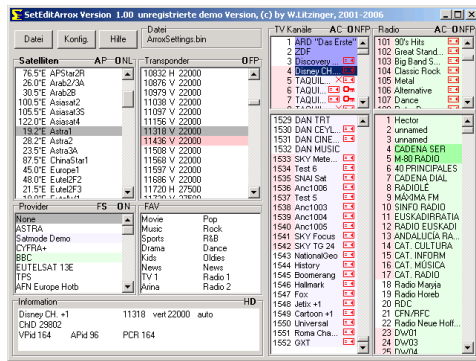 SetEditArrox Version 1.00 unregistrierte demo Version, (c) by W.Litzinger, 2001-2006
Datei
Konfig.
Hilfe
Datei
ArroxSettings.bin
Satelliten AP ONL
76.5°E APStar2R
26.0°E Arab2/3A
30.5°E Arab2B
100.5°E Asiasat2
105.5°E Asiasat3S
122.0°E Asiasat4
19.2°E Astra1
28.2°E Astra2
23.5°E Astra3A
87.5°E ChinaStar1
45.0°E Europe1
48.0°E Eutel2F2
21.5°E Eutel2F3
Transponder OFP
10832 H 22000
10876 V 22000
10979 V 22000
11038 V 22000
11097 V 22000
11156 V 22000
11318 V 22000
11436 V 22000
11508 V 22000
11568 V 22000
11597 V 22000
11686 V 22000
11720 H 27500
Provider FS ON
None
ASTRA
Satmode Demo
CYFRA+
BBC
EUTELSAT 13E
TPS
AFN Europe Hotb
FAV
Movie Pop
Music Rock
Sports R&B
Drama Dance
Kids Oldies
News News
TV 1 Radio 1
Arina Radio 2
Information HD
Disney CH. +1 11318 vert 22000 auto
ChID 29802
VPid 164 APid 96 PCR 164
TV Kanäle AC ONFP
1 ARD "Das Erste"
2 ZDF
3 Discovery ..
4 Disney CH....
5 TAQUIL...
6 TAQUI...
7 TAQUI...
1529 DAN TRT
1530 DAN CEYL...
1531 DAN CINE...
1532 DAN MUSIC
1533 SKY Mete...
1534 Test 6
1535 SNAI Sat
1536 Anc1006
1537 Test 5
1538 Anc1003
1539 Anc1004
1540 Anc1005
1541 SKY Focus
1542 SKY TG 24
1543 NationalGeo
1544 History
1545 Boomerang
1546 Hallmark
1547 Fox
1548 Jetix +1
1549 Cartoon +1
1550 Universal
1551 Roma Cha...
1552 GXT
Radio AC ONFP
101 90's Hits
102 Great Stand...
103 Big Band S...
104 Classic Rock
105 Metal
106 Alternative
107 Dance
1 Hector
2 unnamed
3 unnamed
4 CADENA SER
5 M-80 RADIO
6 40 PRINCIPALES
7 CADENA DIAL
8 RADIOLÉ
9 MÁXIMA FM
10 SINFO RADIO
11 EUSKADIRRATIA
12 RADIO EUSKADI
13 ANDALUCÍA RA...
14 CAT. CULTURA
15 CAT. INFORM
16 CAT. MÚSICA
17 CAT. RADIO
18 Radio Maryja
19 Radio Horeb
20 RDC
21 CFN/RFC
22 Radio Neue Hoff...
23 DW01
24 DW03
25 DW04